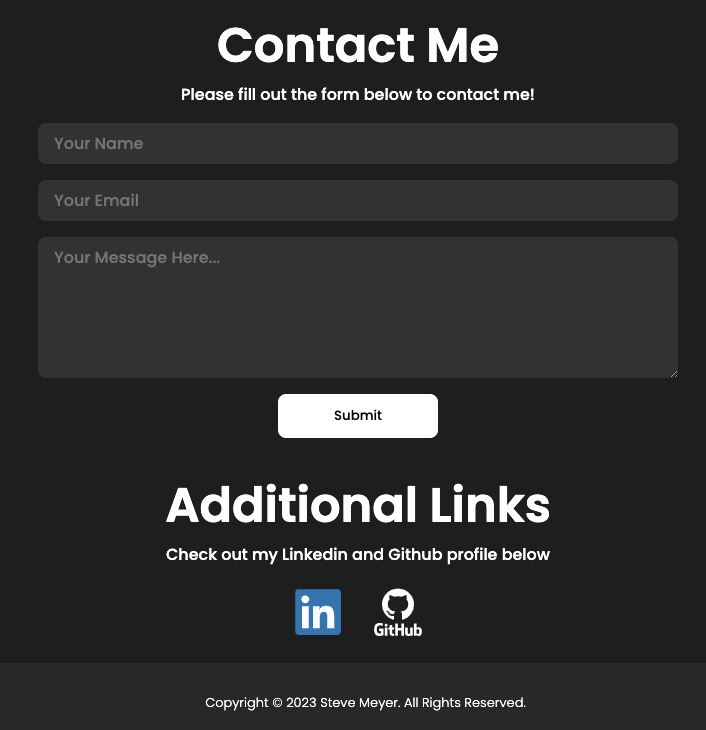 Contact Me
Please fill out the form below to contact me!
Your Name
Your Email
Your Message Here...
Submit
Additional Links
Check out my Linkedin and Github profile below
in
GitHub
Copyright © 2023 Steve Meyer. All Rights Reserved.